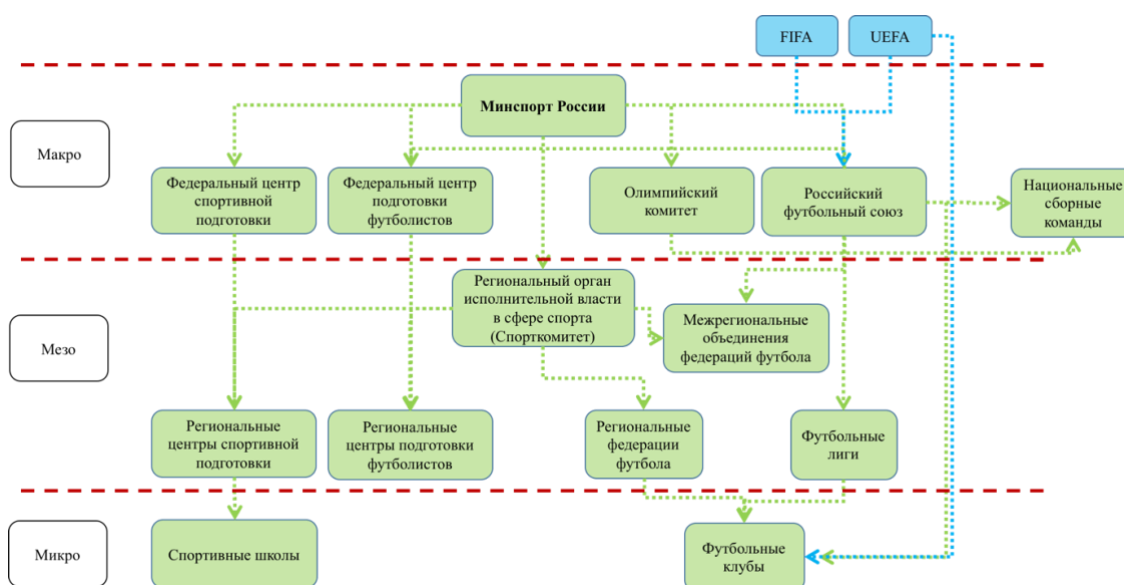 FIFA
UEFA
Минспорт России
Макро
Федеральный центр
спортивной
подготовки
Федеральный центр
подготовки
футболистов
Олимпийский
комитет
Российский
футбольный союз
Национальные
сборные
команды
Региональный орган
исполнительной власти
в сфере спорта
(Спорткомитет)
Межрегиональные
объединения
федераций футбола
Мезо
Региональные
центры спортивной
подготовки
Региональные
центры подготовки
футболистов
Региональные
федерации
футбола
Футбольные
лиги
Микро
Спортивные школы
Футбольные
клубы